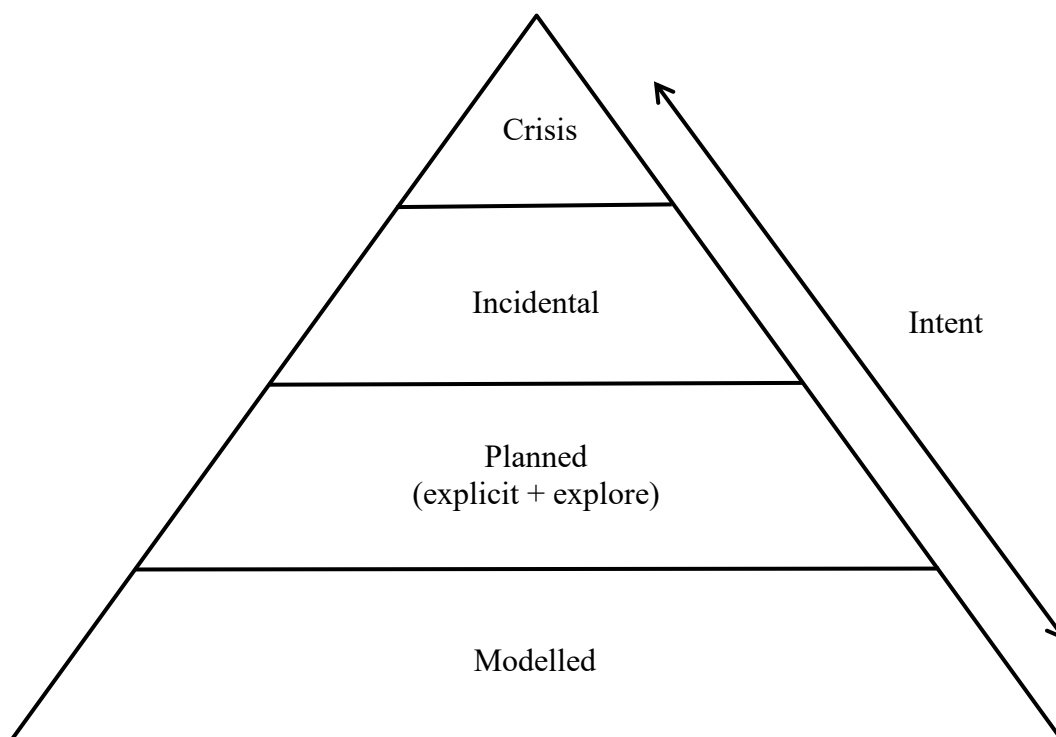 Crisis
Incidental
Intent
Planned
(explicit + explore)
Modelled